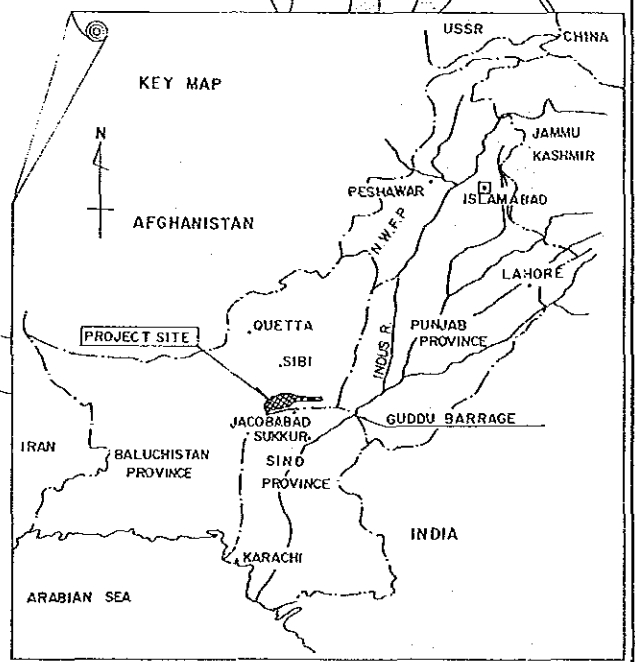 USSR
CHINA
KEY MAP
N
JAMMU
KASHMIR
PESHAWAR
ISLAMABAD
AFGHANISTAN
N.W.F.P
LAHORE
PROJECT SITE
QUETTA
PUNJAB
PROVINCE
INDUS R.
SIBI
JACOBABAD
SUKKUR
GUDDU BARRAGE
IRAN
BALUCHISTAN
PROVINCE
SIND
PROVINCE
INDIA
KARACHI
ARABIAN SEA